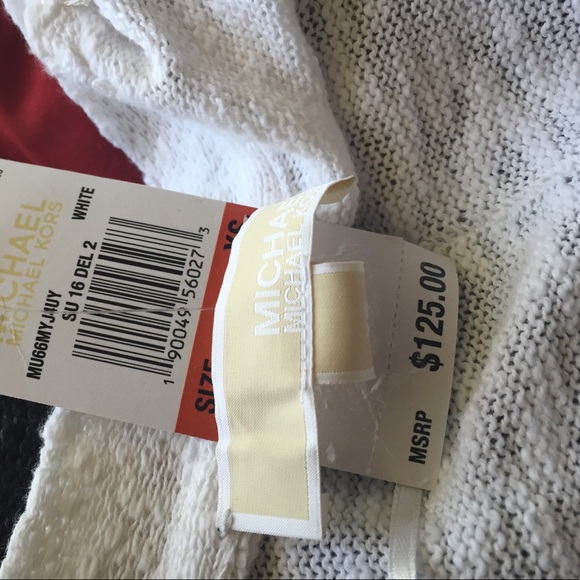 MICHAEL
MICHAEL KORS
MU66MYJ4UY
SU 16 DEL 2
WHITE
1 90049 56027 3
SIZE
XS
MICHAEL
MICHAEL KORS
MSRP $125.00